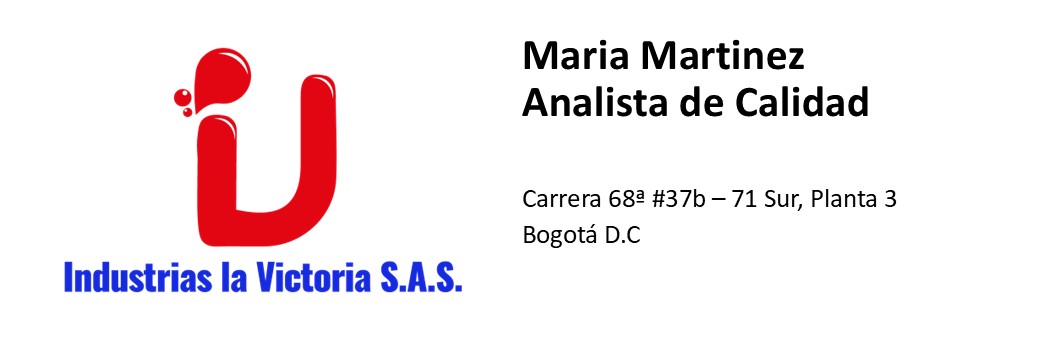 Maria Martinez
Analista de Calidad
Carrera 68ª #37b – 71 Sur, Planta 3
Bogotá D.C
Industrias la Victoria S.A.S.